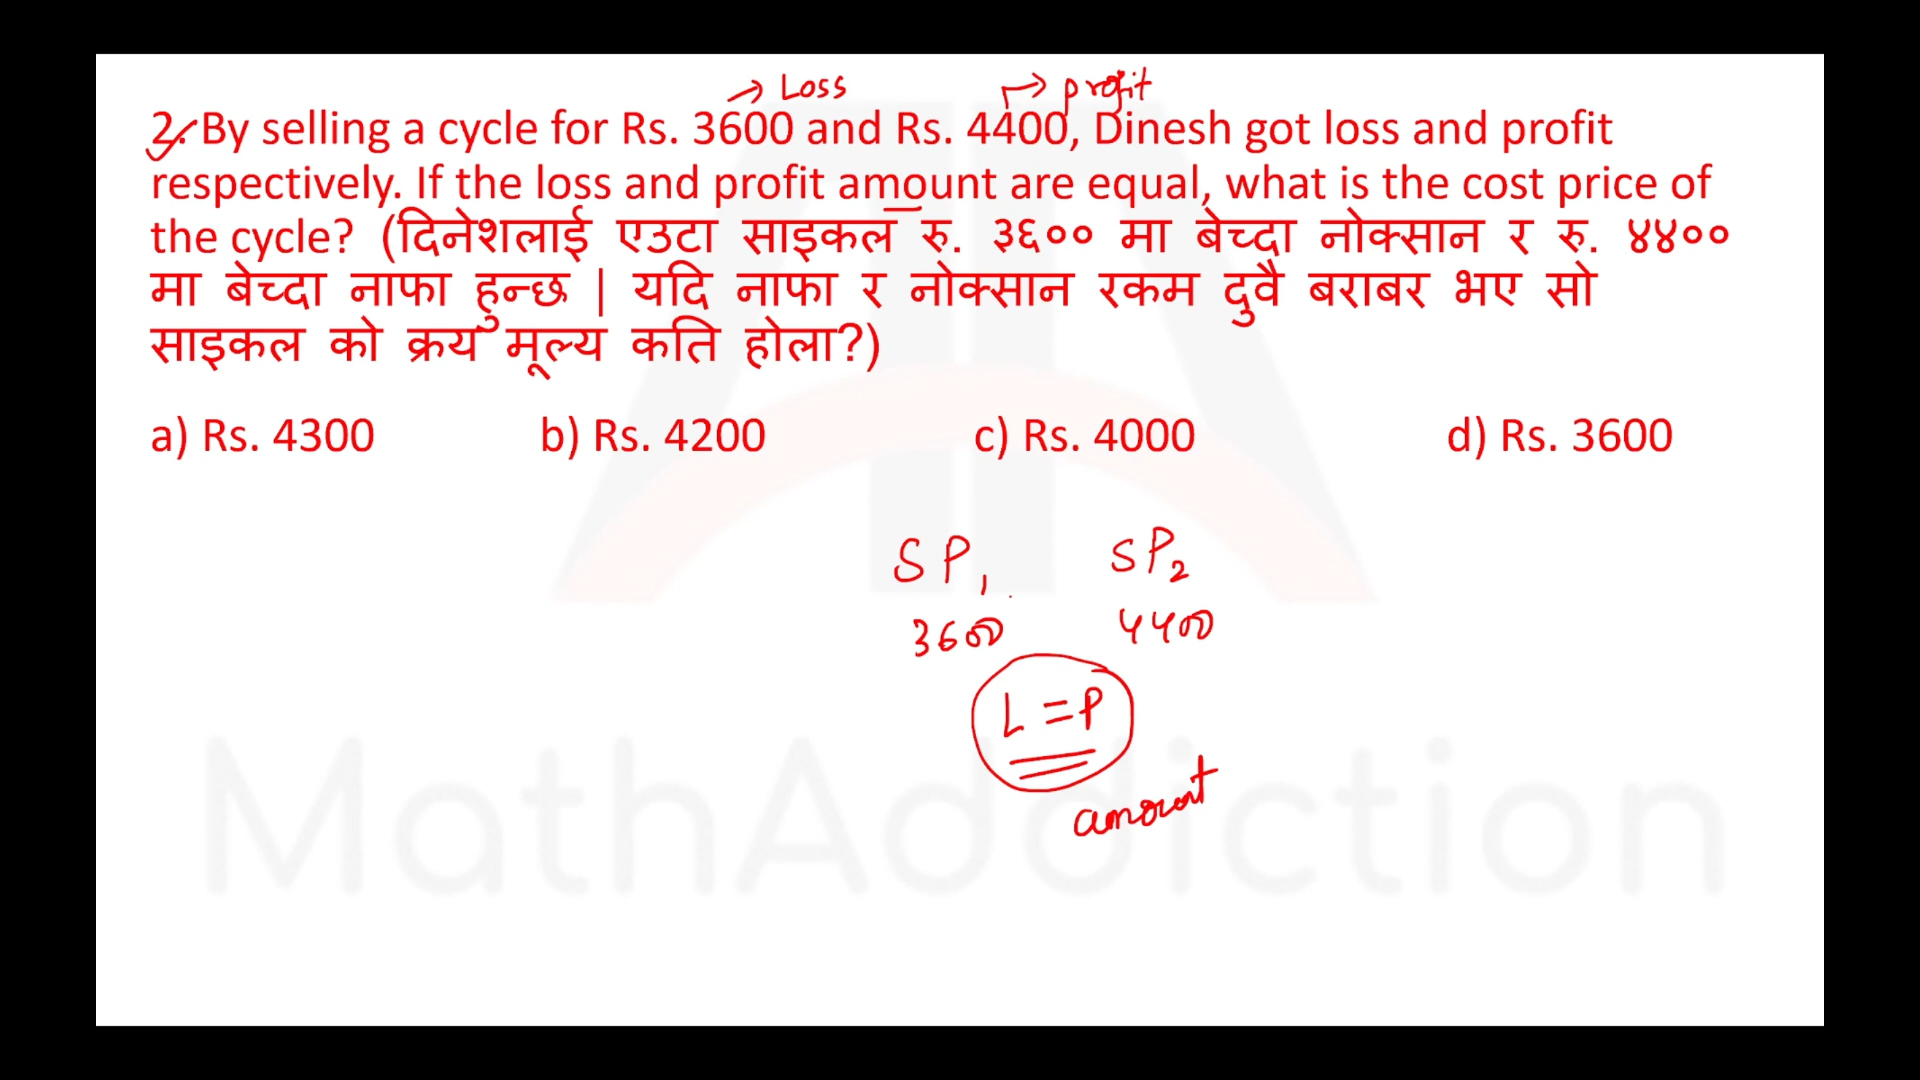 → Loss → profit
2. By selling a cycle for Rs. 3600 and Rs. 4400, Dinesh got loss and profit
respectively. If the loss and profit amount are equal, what is the cost price of
the cycle? (दिनेशलाई एउटा साइकल रु. ३६०० मा बेच्दा नोक्सान र रु. ४४००
मा बेच्दा नाफा हुन्छ | यदि नाफा र नोक्सान रकम दुवै बराबर भए सो
साइकल को क्रय मूल्य कति होला?)
a) Rs. 4300 b) Rs. 4200 c) Rs. 4000 d) Rs. 3600
SP₁ SP₂
3600 4400
L = P
amount
MathAddiction